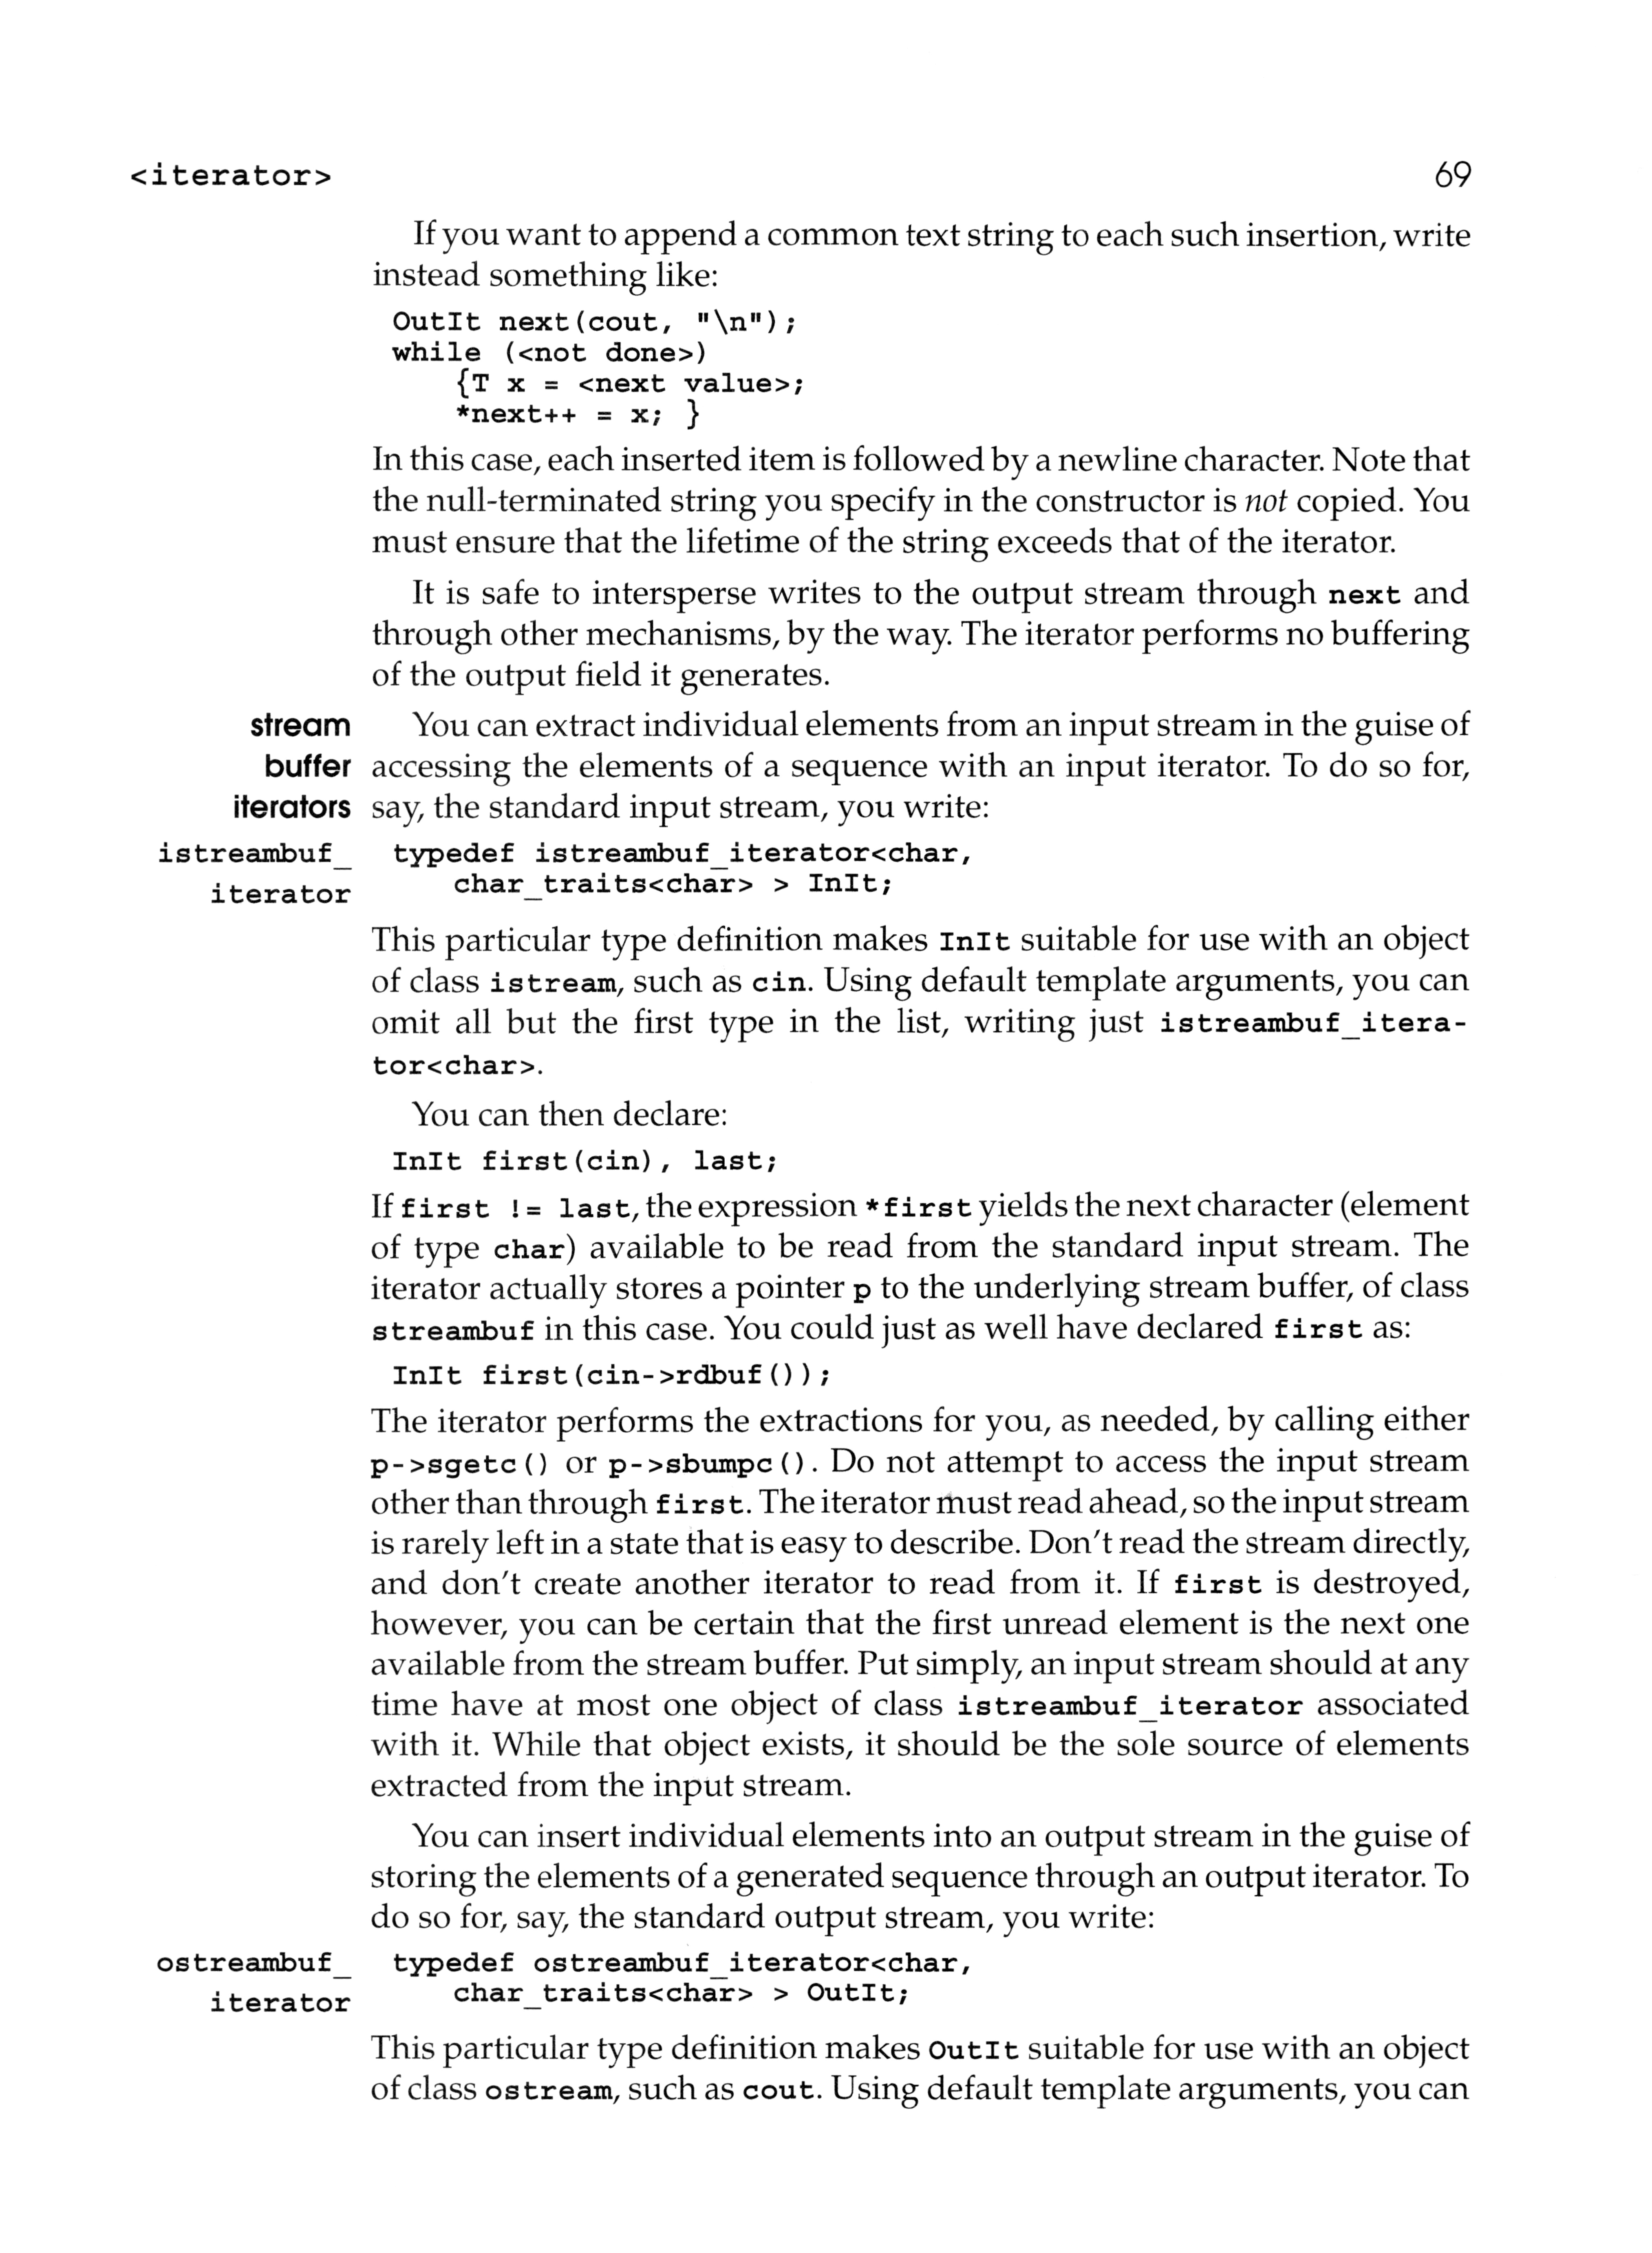 <iterator> 69
If you want to append a common text string to each such insertion, write
instead something like:
OutIt next(cout, "\n");
while (<not done>)
{T x = <next value>;
*next++ = x; }
In this case, each inserted item is followed by a newline character. Note that
the null-terminated string you specify in the constructor is not copied. You
must ensure that the lifetime of the string exceeds that of the iterator.
It is safe to intersperse writes to the output stream through next and
through other mechanisms, by the way. The iterator performs no buffering
of the output field it generates.
stream You can extract individual elements from an input stream in the guise of
buffer accessing the elements of a sequence with an input iterator. To do so for,
iterators say, the standard input stream, you write:
istreambuf_ typedef istreambuf_iterator<char,
iterator char_traits<char> > InIt;
This particular type definition makes InIt suitable for use with an object
of class istream, such as cin. Using default template arguments, you can
omit all but the first type in the list, writing just istreambuf_itera-
tor<char>.
You can then declare:
InIt first(cin), last;
If first != last, the expression *first yields the next character (element
of type char) available to be read from the standard input stream. The
iterator actually stores a pointer p to the underlying stream buffer, of class
streambuf in this case. You could just as well have declared first as:
InIt first(cin->rdbuf());
The iterator performs the extractions for you, as needed, by calling either
p->sgetc() or p->sbumpc(). Do not attempt to access the input stream
other than through first. The iterator must read ahead, so the input stream
is rarely left in a state that is easy to describe. Don't read the stream directly,
and don't create another iterator to read from it. If first is destroyed,
however, you can be certain that the first unread element is the next one
available from the stream buffer. Put simply, an input stream should at any
time have at most one object of class istreambuf_iterator associated
with it. While that object exists, it should be the sole source of elements
extracted from the input stream.
You can insert individual elements into an output stream in the guise of
storing the elements of a generated sequence through an output iterator. To
do so for, say, the standard output stream, you write:
ostreambuf_ typedef ostreambuf_iterator<char,
iterator char_traits<char> > OutIt;
This particular type definition makes OutIt suitable for use with an object
of class ostream, such as cout. Using default template arguments, you can